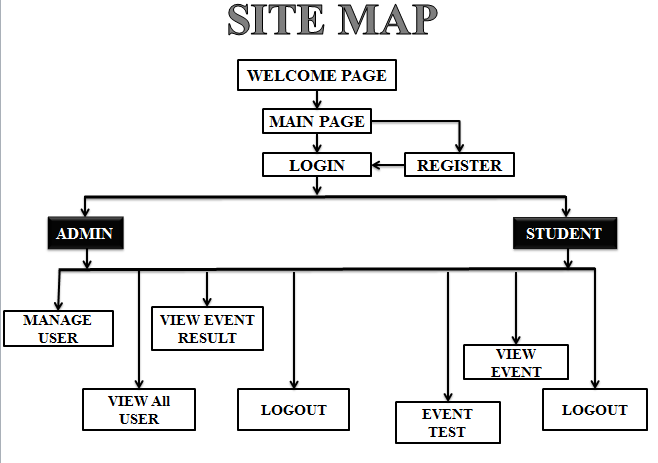 SITE MAP
WELCOME PAGE
MAIN PAGE
LOGIN
REGISTER
ADMIN
STUDENT
MANAGE
USER
VIEW EVENT
RESULT
VIEW
EVENT
VIEW All
USER
LOGOUT
EVENT
TEST
LOGOUT